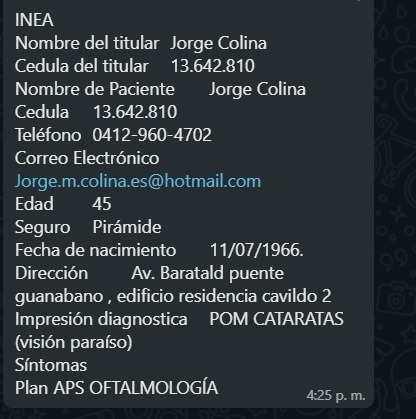 INEA
Nombre del titular Jorge Colina
Cedula del titular 13.642.810
Nombre de Paciente Jorge Colina
Cedula 13.642.810
Teléfono 0412-960-4702
Correo Electrónico
Jorge.m.colina.es@hotmail.com
Edad 45
Seguro Pirámide
Fecha de nacimiento 11/07/1966.
Dirección Av. Baratald puente
guanabano , edificio residencia cavildo 2
Impresión diagnostica POM CATARATAS
(visión paraíso)
Síntomas
Plan APS OFTALMOLOGÍA
4:25 p. m.